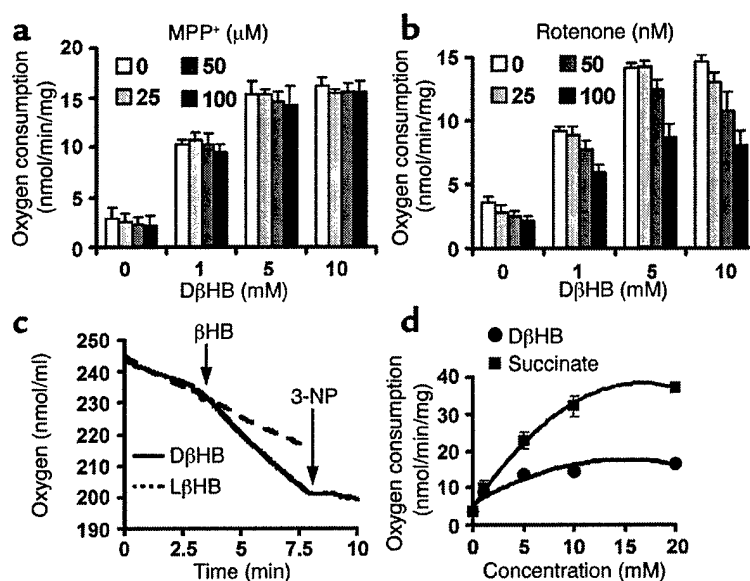 a
MPP⁺ (µM)
0
50
25
100
Oxygen consumption
(nmol/min/mg)
20
15
10
5
0
0 1 5 10
DβHB (mM)
b
Rotenone (nM)
0
50
25
100
Oxygen consumption
(nmol/min/mg)
15
10
5
0
0 1 5 10
DβHB (mM)
c
βHB
3-NP
Oxygen (nmol/ml)
250
240
230
220
210
200
190
DβHB
LβHB
0 2.5 5 7.5 10
Time (min)
d
DβHB
Succinate
Oxygen consumption
(nmol/min/mg)
40
30
20
10
0
0 5 10 15 20
Concentration (mM)